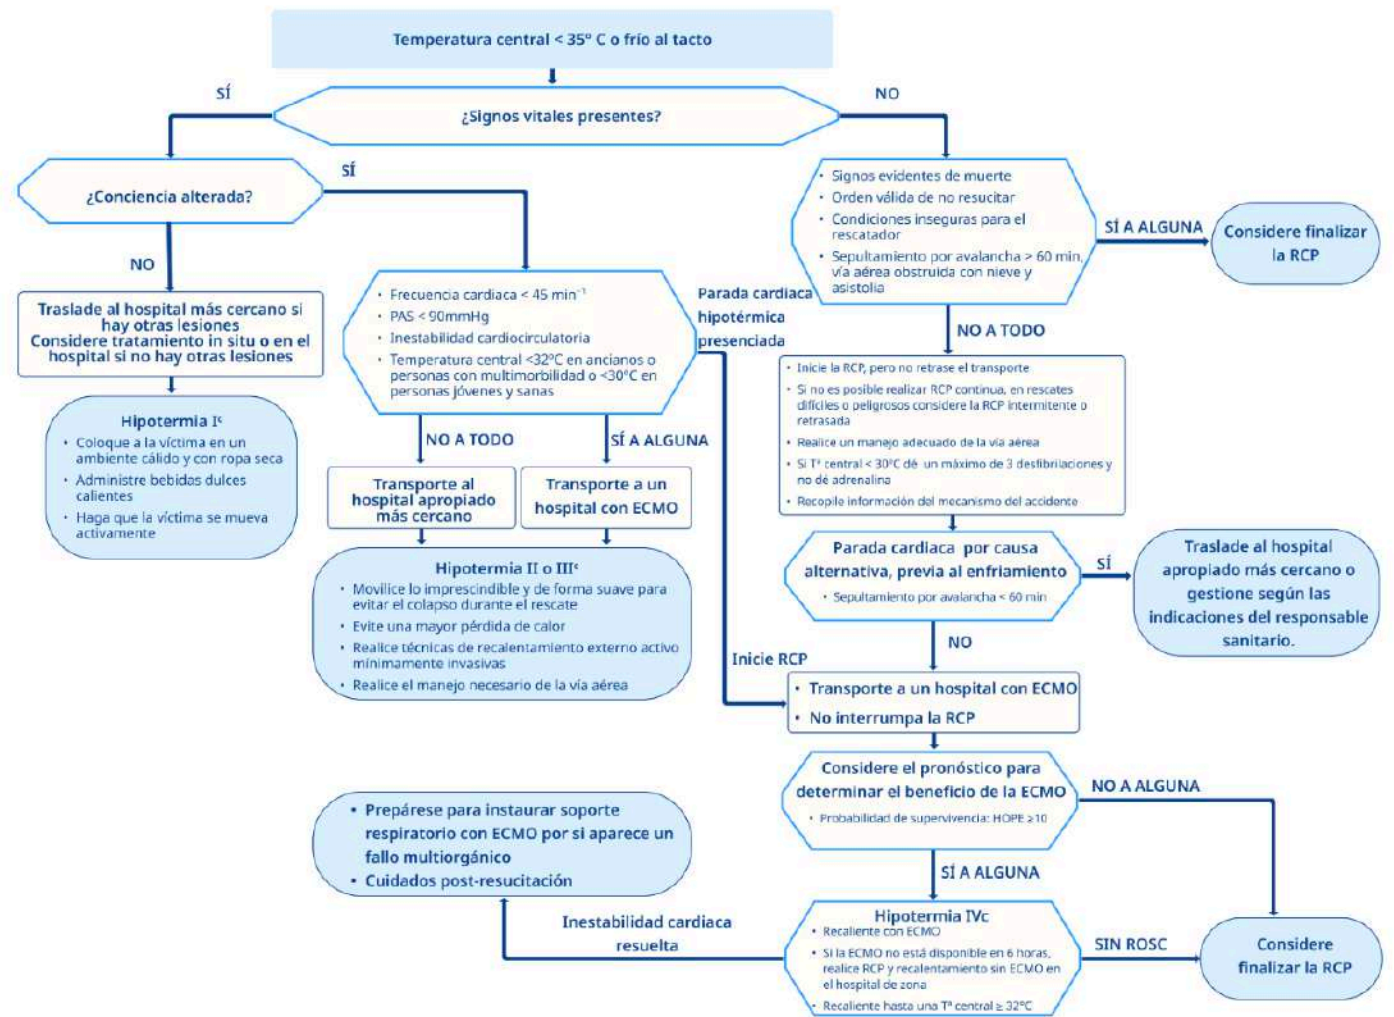 Temperatura central < 35º C o frío al tacto
SÍ
NO
¿Signos vitales presentes?
SÍ
¿Conciencia alterada?
NO
Traslade al hospital más cercano si
hay otras lesiones
Considere tratamiento in situ o en el
hospital si no hay otras lesiones
Hipotermia Iᶜ
• Coloque a la víctima en un
ambiente cálido y con ropa seca
• Administre bebidas dulces
calientes
• Haga que la víctima se mueva
activamente
• Frecuencia cardiaca < 45 min⁻¹
• PAS < 90mmHg
• Inestabilidad cardiocirculatoria
• Temperatura central <32ºC en ancianos o
personas con multimorbilidad o <30ºC en
personas jóvenes y sanas
NO A TODO
SÍ A ALGUNA
Transporte al
hospital apropiado
más cercano
Transporte a un
hospital con ECMO
Hipotermia II o IIIᶜ
• Movilice lo imprescindible y de forma suave para
evitar el colapso durante el rescate
• Evite una mayor pérdida de calor
• Realice técnicas de recalentamiento externo activo
mínimamente invasivas
• Realice el manejo necesario de la vía aérea
Parada cardiaca
hipotérmica
presenciada
Inicie RCP
• Signos evidentes de muerte
• Orden válida de no resucitar
• Condiciones inseguras para el
rescatador
• Sepultamiento por avalancha > 60 min,
vía aérea obstruida con nieve y
asistolia
SÍ A ALGUNA
Considere finalizar
la RCP
NO A TODO
• Inicie la RCP, pero no retrase el transporte
• Si no es posible realizar RCP continua, en rescates
difíciles o peligrosos considere la RCP intermitente o
retrasada
• Realice un manejo adecuado de la vía aérea
• Si Tª central < 30ºC dé un máximo de 3 desfibrilaciones y
no dé adrenalina
• Recopile información del mecanismo del accidente
Parada cardiaca por causa
alternativa, previa al enfriamiento
• Sepultamiento por avalancha < 60 min
SÍ
Traslade al hospital
apropiado más cercano o
gestione según las
indicaciones del responsable
sanitario.
NO
• Transporte a un hospital con ECMO
• No interrumpa la RCP
Considere el pronóstico para
determinar el beneficio de la ECMO
• Probabilidad de supervivencia: HOPE ≥10
NO A ALGUNA
SÍ A ALGUNA
Hipotermia IVc
• Recaliente con ECMO
• Si la ECMO no está disponible en 6 horas,
realice RCP y recalentamiento sin ECMO en
el hospital de zona
• Recaliente hasta una Tª central ≥ 32ºC
SIN ROSC
Considere
finalizar la RCP
Inestabilidad cardiaca
resuelta
• Prepárese para instaurar soporte
respiratorio con ECMO por si aparece un
fallo multiorgánico
• Cuidados post-resucitación